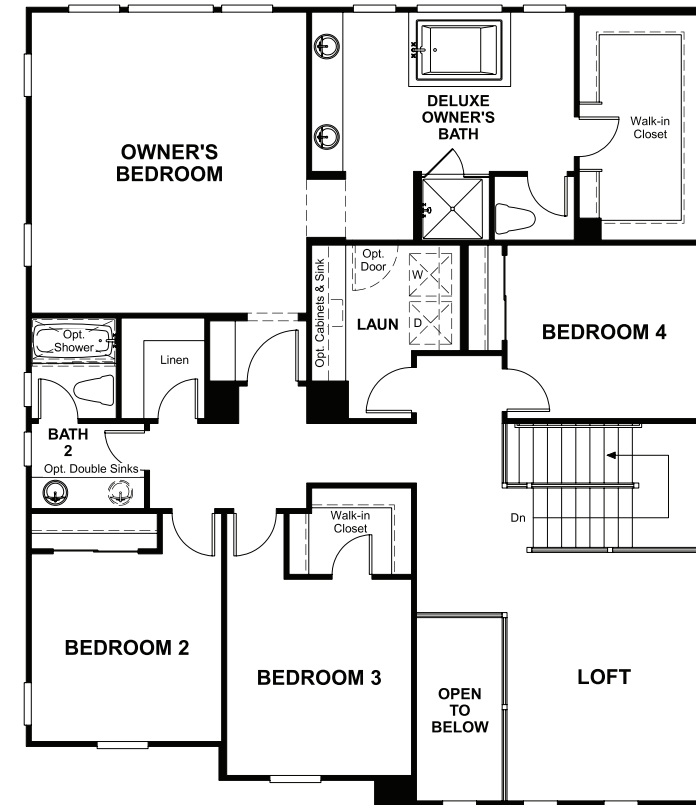 DELUXE
OWNER'S
BATH
Walk-in
Closet
OWNER'S
BEDROOM
Opt.
Door
W
Opt. Cabinets & Sink
LAUN
D
BEDROOM 4
Opt.
Shower
Linen
BATH
2
Opt. Double Sinks
Dn
Walk-in
Closet
BEDROOM 2
BEDROOM 3
LOFT
OPEN
TO
BELOW